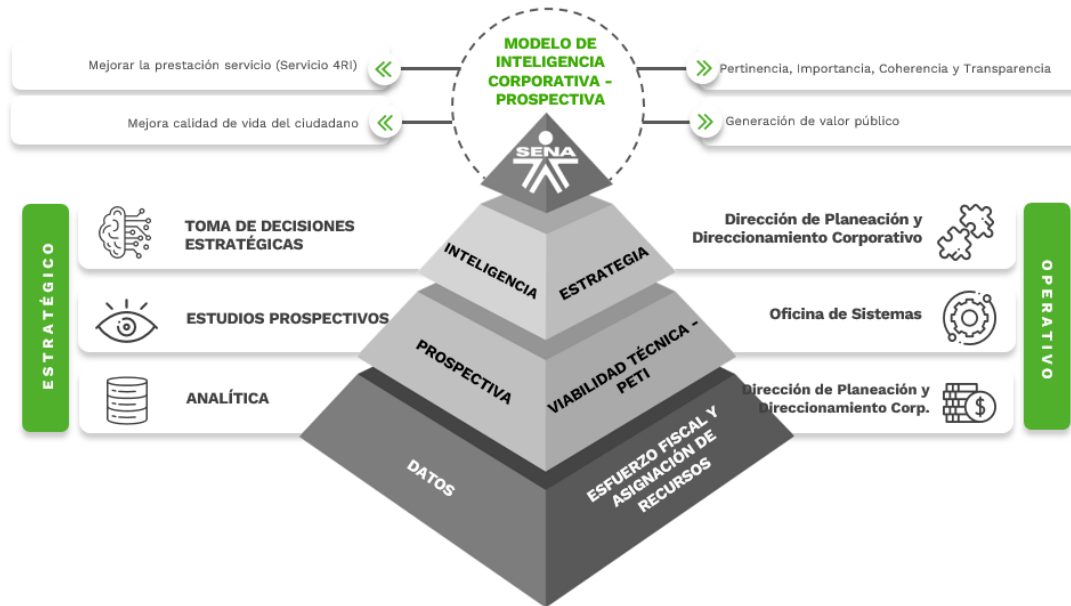 MODELO DE
INTELIGENCIA
CORPORATIVA -
PROSPECTIVA
Mejorar la prestación servicio (Servicio 4RI)
Pertinencia, Importancia, Coherencia y Transparencia
Mejora calidad de vida del ciudadano
Generación de valor público
SENA
ESTRATÉGICO
TOMA DE DECISIONES
ESTRATÉGICAS
INTELIGENCIA
ESTRATEGIA
Dirección de Planeación y
Direccionamiento Corporativo
OPERATIVO
ESTUDIOS PROSPECTIVOS
PROSPECTIVA
VIABILIDAD TÉCNICA -
PETI
Oficina de Sistemas
ANALÍTICA
DATOS
ESFUERZO FISCAL Y
ASIGNACIÓN DE
RECURSOS
Dirección de Planeación y
Direccionamiento Corp.
$